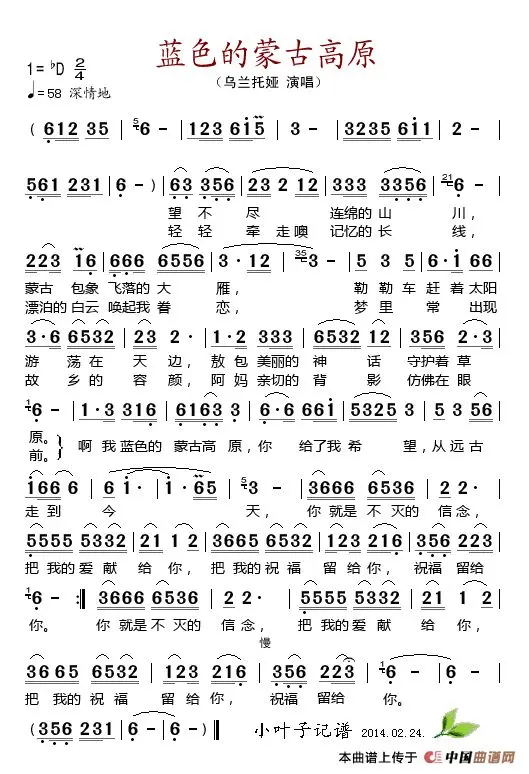 蓝色的蒙古高原
1=♭D 2/4
（乌兰托娅 演唱）
♩=58 深情地
( 612 35 | 5 6 - | 123 615 | 3 - | 3235 611 | 2 - |
561 231 | 6 - ) | 63 356 | 23 2 12 | 333 3356 | 21 6 - |
望 不 尽 连绵的 山 川，
轻 轻 牵 走噢 记忆的 长 线，
223 16 | 666 6556 | 3 · 12 | 35 3 - | 5 3 5 | 6 · 1 66 |
蒙古 包象 飞落的 大 雁， 勒 勒 车 赶 着 太阳
漂泊的 白云 唤起我 眷 恋， 梦 里 常 出现
3 · 6 6532 | 23 2 · | 1 · 2 333 | 6532 12 | 356 2 · 3 |
游 荡 在 天 边， 敖 包 美丽的 神 话 守护着 草
故 乡 的 容 颜， 阿 妈 亲切的 背 影 仿佛在 眼
1 6 - | 1 · 3 316 | 6163 3 | 6 · 6 661 | 5325 3 | 5 3 56 |
原。 啊 我 蓝色的 蒙古高 原，你 给了我 希 望，从 远 古
前。
1666 | 6 1 · | 1 · 65 | 5 3 - | 3666 6536 | 2 2 · |
走 到 今 天， 你 就是 不 灭的 信 念，
5555 5332 | 21 1 2 | 3665 6532 | 123 216 | 356 223 |
把 我的 爱 献 给 你， 把 我的 祝 福 留 给 你， 祝福 留给
1 6 - :‖ 3666 6536 | 2 2 · | 5555 5332 | 21 1 2 |
你。 你 就是 不 灭的 信 念， 把 我的 爱 献 给 你，
慢
3665 6532 | 123 216 | 356 223 | 1 6 - | 6 - |
把 我的 祝 福 留 给 你， 祝福 留给 你。
(356 231 | 6 - )‖ 小叶子记谱 2014.02.24.
本曲谱上传于 中国曲谱网